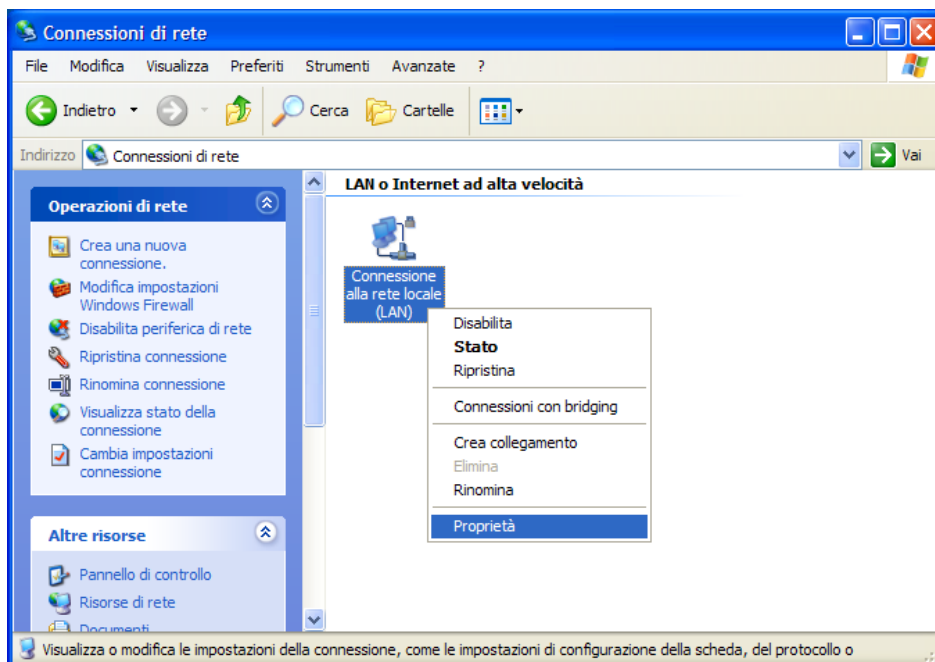 Connessioni di rete
File Modifica Visualizza Preferiti Strumenti Avanzate ?
Indietro Cerca Cartelle
Indirizzo Connessioni di rete Vai
Operazioni di rete
Crea una nuova
connessione.
Modifica impostazioni
Windows Firewall
Disabilita periferica di rete
Ripristina connessione
Rinomina connessione
Visualizza stato della
connessione
Cambia impostazioni
connessione
Altre risorse
Pannello di controllo
Risorse di rete
Documenti
LAN o Internet ad alta velocità
Connessione
alla rete locale
(LAN)
Disabilita
Stato
Ripristina
Connessioni con bridging
Crea collegamento
Elimina
Rinomina
Proprietà
Visualizza o modifica le impostazioni della connessione, come le impostazioni di configurazione della scheda, del protocollo o